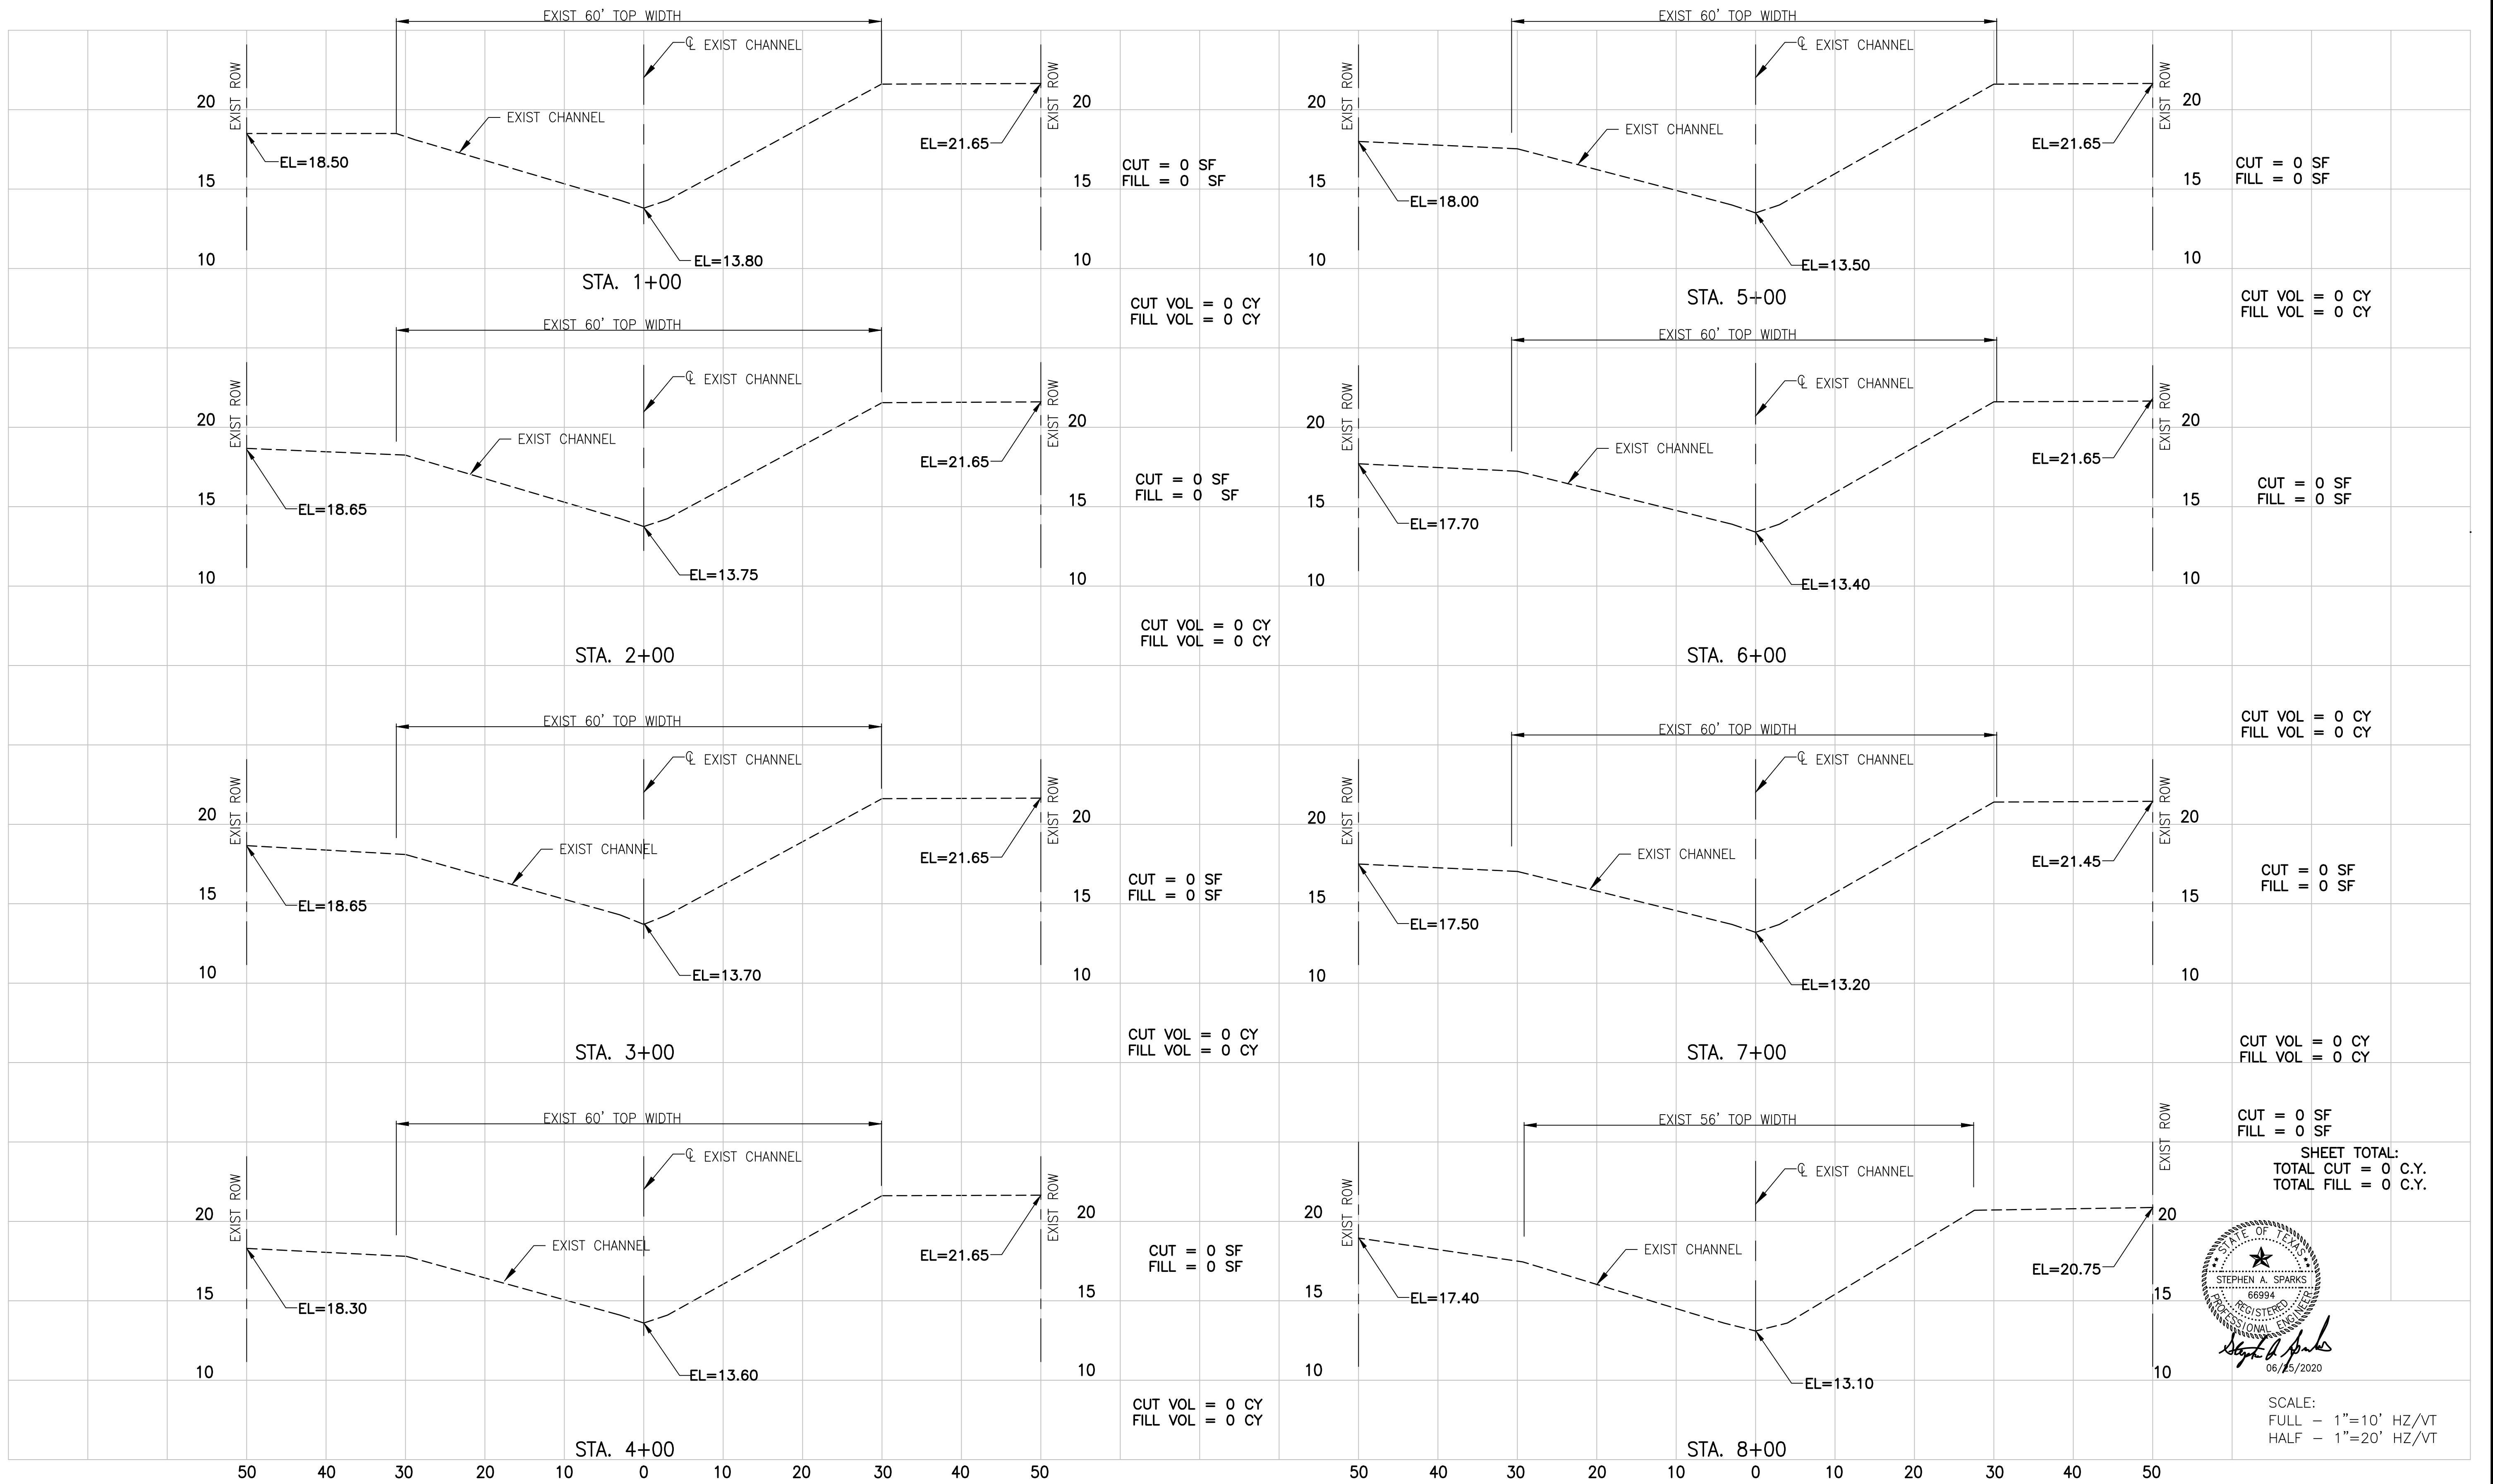 EXIST 60' TOP WIDTH
℄ EXIST CHANNEL
EXIST ROW
EXIST ROW
20
20
EXIST CHANNEL
EL=18.50
EL=21.65
CUT = 0 SF
FILL = 0 SF
15
15
10
10
EL=13.80
STA. 1+00
CUT VOL = 0 CY
FILL VOL = 0 CY
EXIST 60' TOP WIDTH
℄ EXIST CHANNEL
EXIST ROW
EXIST ROW
20
20
EXIST CHANNEL
EL=18.65
EL=21.65
CUT = 0 SF
FILL = 0 SF
15
15
10
10
EL=13.75
STA. 2+00
CUT VOL = 0 CY
FILL VOL = 0 CY
EXIST 60' TOP WIDTH
℄ EXIST CHANNEL
EXIST ROW
EXIST ROW
20
20
EXIST CHANNEL
EL=18.65
EL=21.65
CUT = 0 SF
FILL = 0 SF
15
15
10
10
EL=13.70
STA. 3+00
CUT VOL = 0 CY
FILL VOL = 0 CY
EXIST 60' TOP WIDTH
℄ EXIST CHANNEL
EXIST ROW
EXIST ROW
20
20
EXIST CHANNEL
EL=18.30
EL=21.65
CUT = 0 SF
FILL = 0 SF
15
15
10
10
EL=13.60
STA. 4+00
CUT VOL = 0 CY
FILL VOL = 0 CY
50 40 30 20 10 0 10 20 30 40 50
EXIST 60' TOP WIDTH
℄ EXIST CHANNEL
EXIST ROW
EXIST ROW
20
20
EXIST CHANNEL
EL=18.00
EL=21.65
CUT = 0 SF
FILL = 0 SF
15
15
10
10
EL=13.50
STA. 5+00
CUT VOL = 0 CY
FILL VOL = 0 CY
EXIST 60' TOP WIDTH
℄ EXIST CHANNEL
EXIST ROW
EXIST ROW
20
20
EXIST CHANNEL
EL=17.70
EL=21.65
CUT = 0 SF
FILL = 0 SF
15
15
10
10
EL=13.40
STA. 6+00
CUT VOL = 0 CY
FILL VOL = 0 CY
EXIST 60' TOP WIDTH
℄ EXIST CHANNEL
EXIST ROW
EXIST ROW
20
20
EXIST CHANNEL
EL=17.50
EL=21.45
CUT = 0 SF
FILL = 0 SF
15
15
10
10
EL=13.20
STA. 7+00
CUT VOL = 0 CY
FILL VOL = 0 CY
EXIST 56' TOP WIDTH
℄ EXIST CHANNEL
EXIST ROW
EXIST ROW
20
20
EXIST CHANNEL
EL=17.40
EL=20.75
CUT = 0 SF
FILL = 0 SF
15
15
10
10
EL=13.10
STA. 8+00
50 40 30 20 10 0 10 20 30 40 50
SHEET TOTAL:
TOTAL CUT = 0 C.Y.
TOTAL FILL = 0 C.Y.
STATE OF TEXAS
STEPHEN A. SPARKS
66994
REGISTERED
PROFESSIONAL ENGINEER
Stephen A. Sparks
06/25/2020
SCALE:
FULL - 1"=10' HZ/VT
HALF - 1"=20' HZ/VT